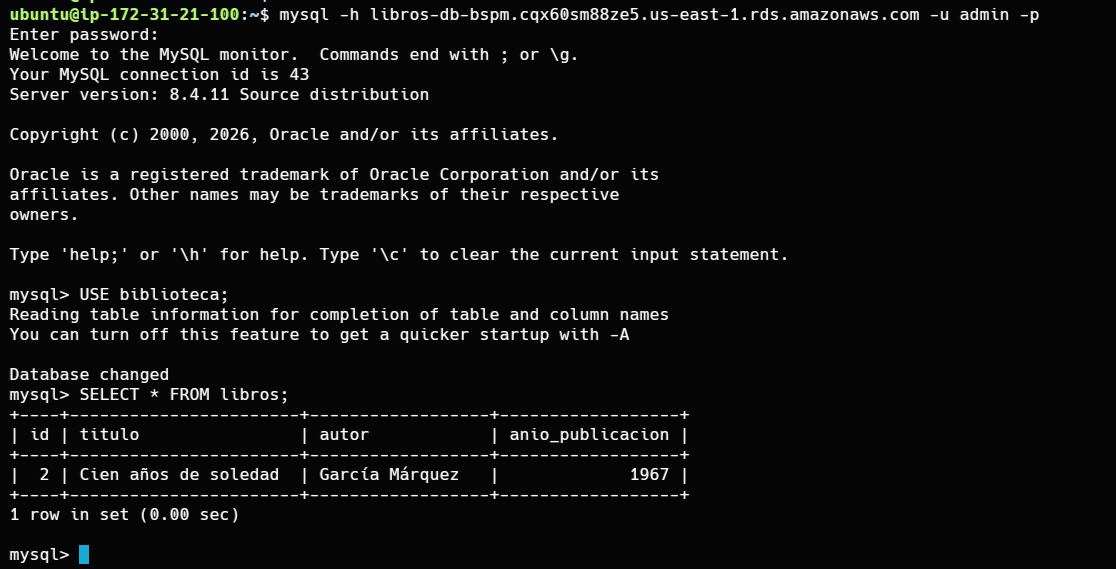 ubuntu@ip-172-31-21-100:~$ mysql -h libros-db-bspm.cqx60sm88ze5.us-east-1.rds.amazonaws.com -u admin -p
Enter password:
Welcome to the MySQL monitor.  Commands end with ; or \g.
Your MySQL connection id is 43
Server version: 8.4.11 Source distribution

Copyright (c) 2000, 2026, Oracle and/or its affiliates.

Oracle is a registered trademark of Oracle Corporation and/or its
affiliates. Other names may be trademarks of their respective
owners.

Type 'help;' or '\h' for help. Type '\c' to clear the current input statement.

mysql> USE biblioteca;
Reading table information for completion of table and column names
You can turn off this feature to get a quicker startup with -A

Database changed
mysql> SELECT * FROM libros;
+----+-----------------------+------------------+------------------+
| id | titulo                | autor            | anio_publicacion |
+----+-----------------------+------------------+------------------+
|  2 | Cien años de soledad  | García Márquez   |             1967 |
+----+-----------------------+------------------+------------------+
1 row in set (0.00 sec)

mysql>